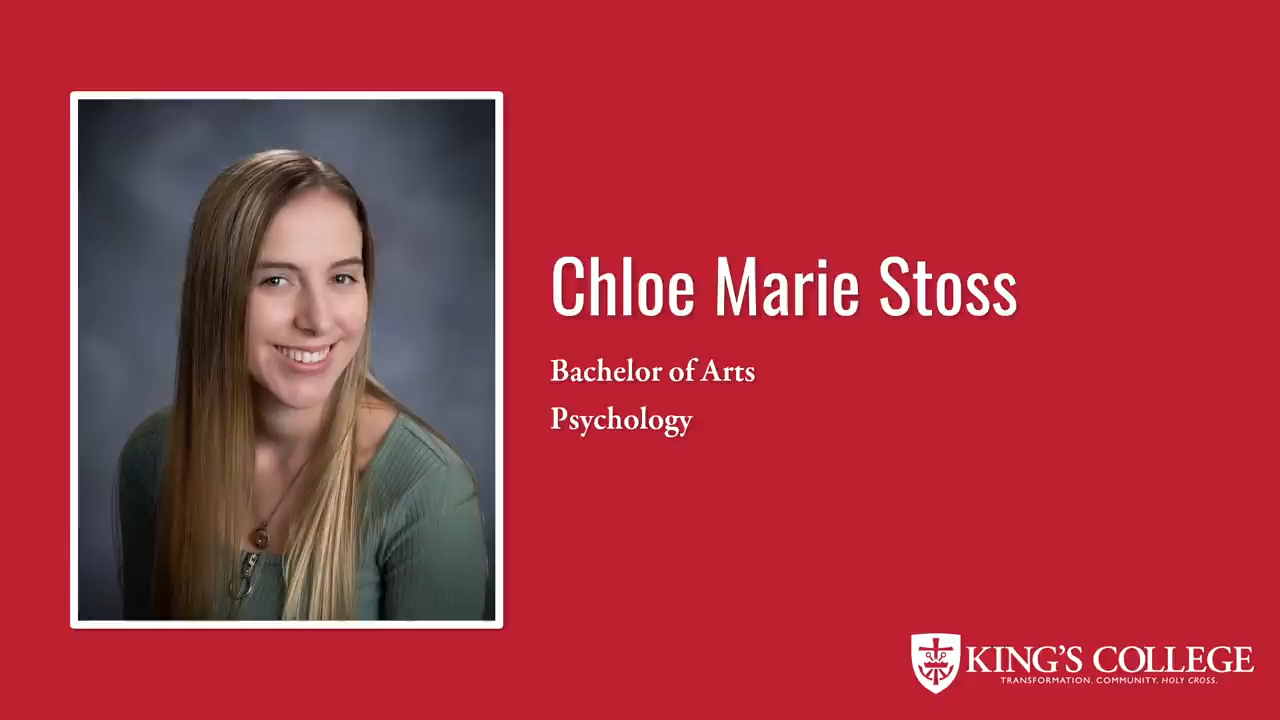 Chloe Marie Stoss
Bachelor of Arts
Psychology
KING'S COLLEGE
TRANSFORMATION. COMMUNITY. HOLY CROSS.